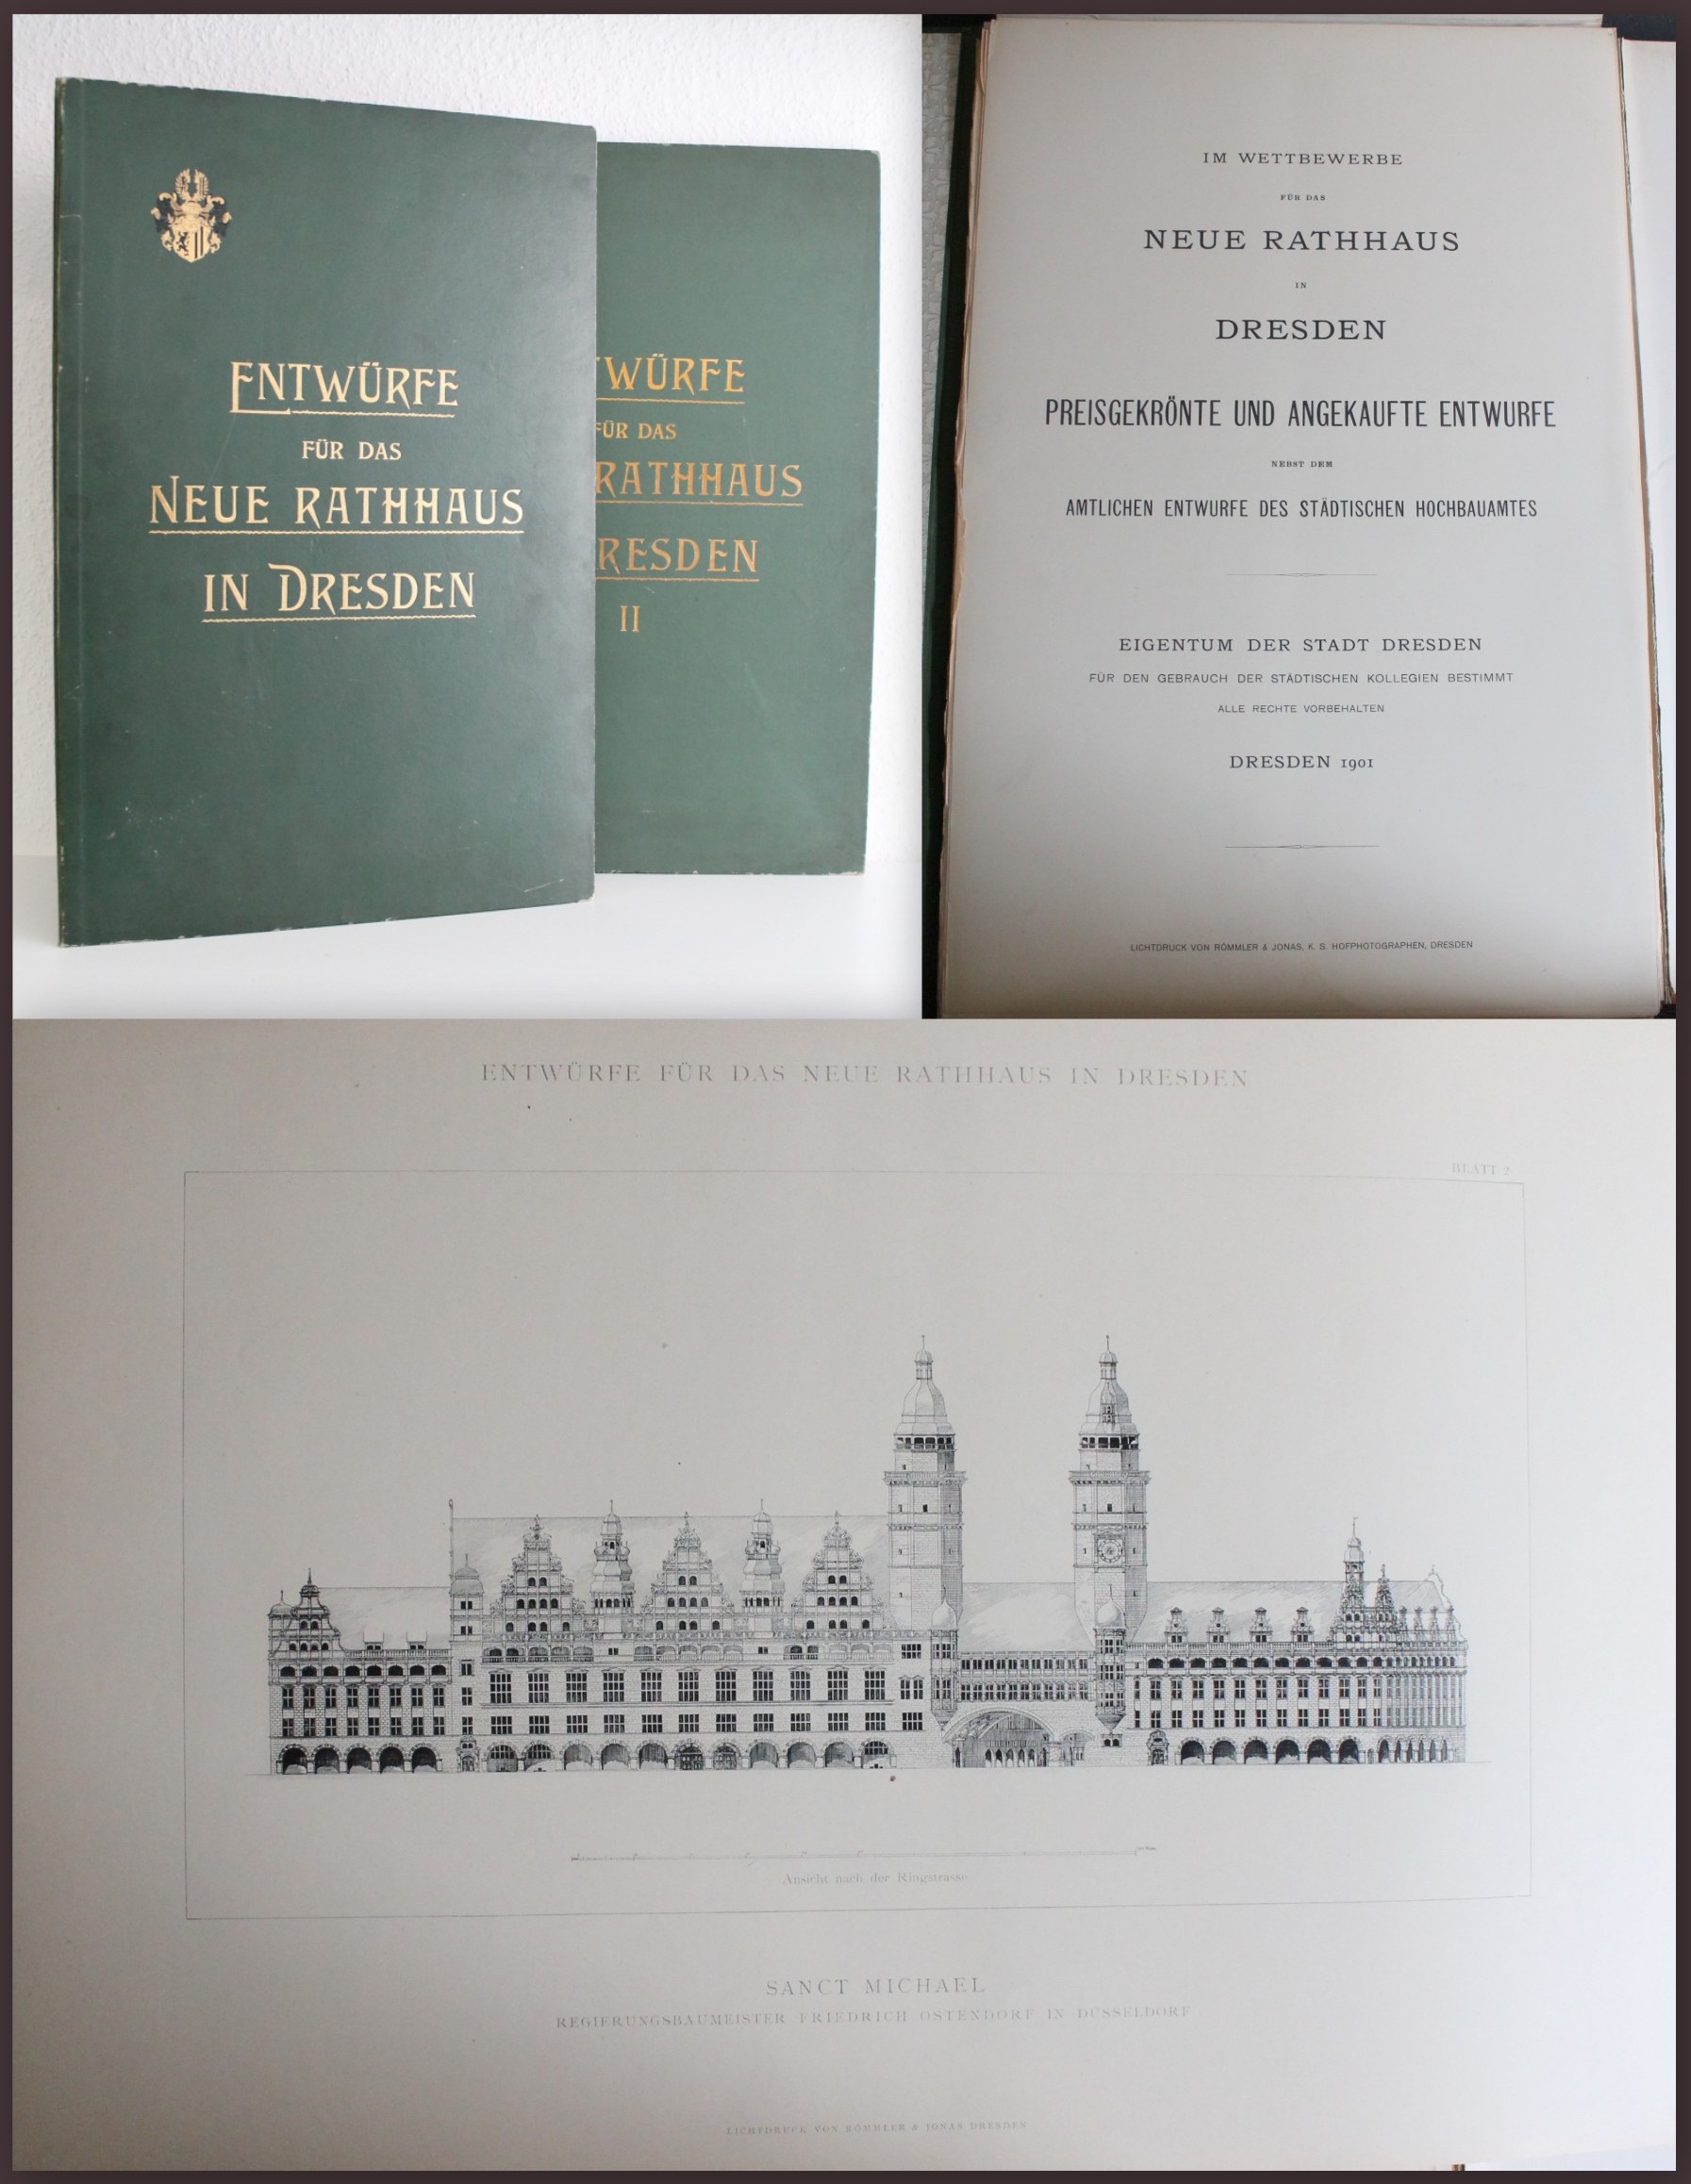 ENTWÜRFE
FÜR DAS
NEUE RATHHAUS
IN DRESDEN
WÜRFE
FÜR DAS
RATHHAUS
RESDEN
II
IM WETTBEWERBE
FÜR DAS
NEUE RATHHAUS
IN
DRESDEN
PREISGEKRÖNTE UND ANGEKAUFTE ENTWURFE
NEBST DEM
AMTLICHEN ENTWURFE DES STÄDTISCHEN HOCHBAUAMTES
EIGENTUM DER STADT DRESDEN
FÜR DEN GEBRAUCH DER STÄDTISCHEN KOLLEGIEN BESTIMMT
ALLE RECHTE VORBEHALTEN
DRESDEN 1901
LICHTDRUCK VON RÖMMLER & JONAS, K. S. HOFPHOTOGRAPHEN, DRESDEN
ENTWÜRFE FÜR DAS NEUE RATHHAUS IN DRESDEN
BLATT 2
Ansicht nach der Ringstrasse
SANCT MICHAEL
REGIERUNGSBAUMEISTER FRIEDRICH OSTENDORF IN DÜSSELDORF
LICHTDRUCK VON RÖMMLER & JONAS DRESDEN